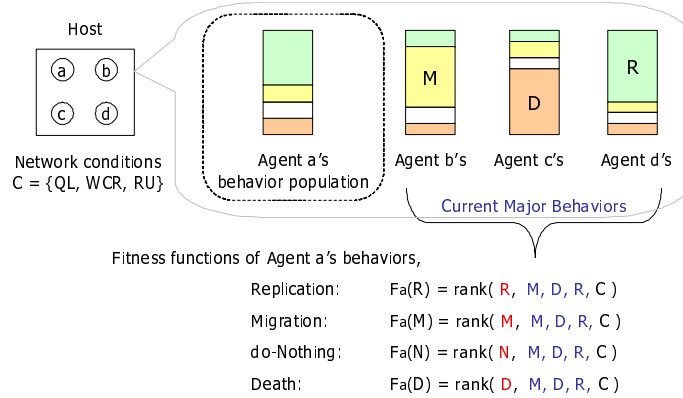 Host
a
b
c
d
Network conditions
C = {QL, WCR, RU}
M
D
R
Agent a's
behavior population
Agent b's
Agent c's
Agent d's
Current Major Behaviors
Fitness functions of Agent a's behaviors,
Replication: Fa(R) = rank( R, M, D, R, C )
Migration: Fa(M) = rank( M, M, D, R, C )
do-Nothing: Fa(N) = rank( N, M, D, R, C )
Death: Fa(D) = rank( D, M, D, R, C )